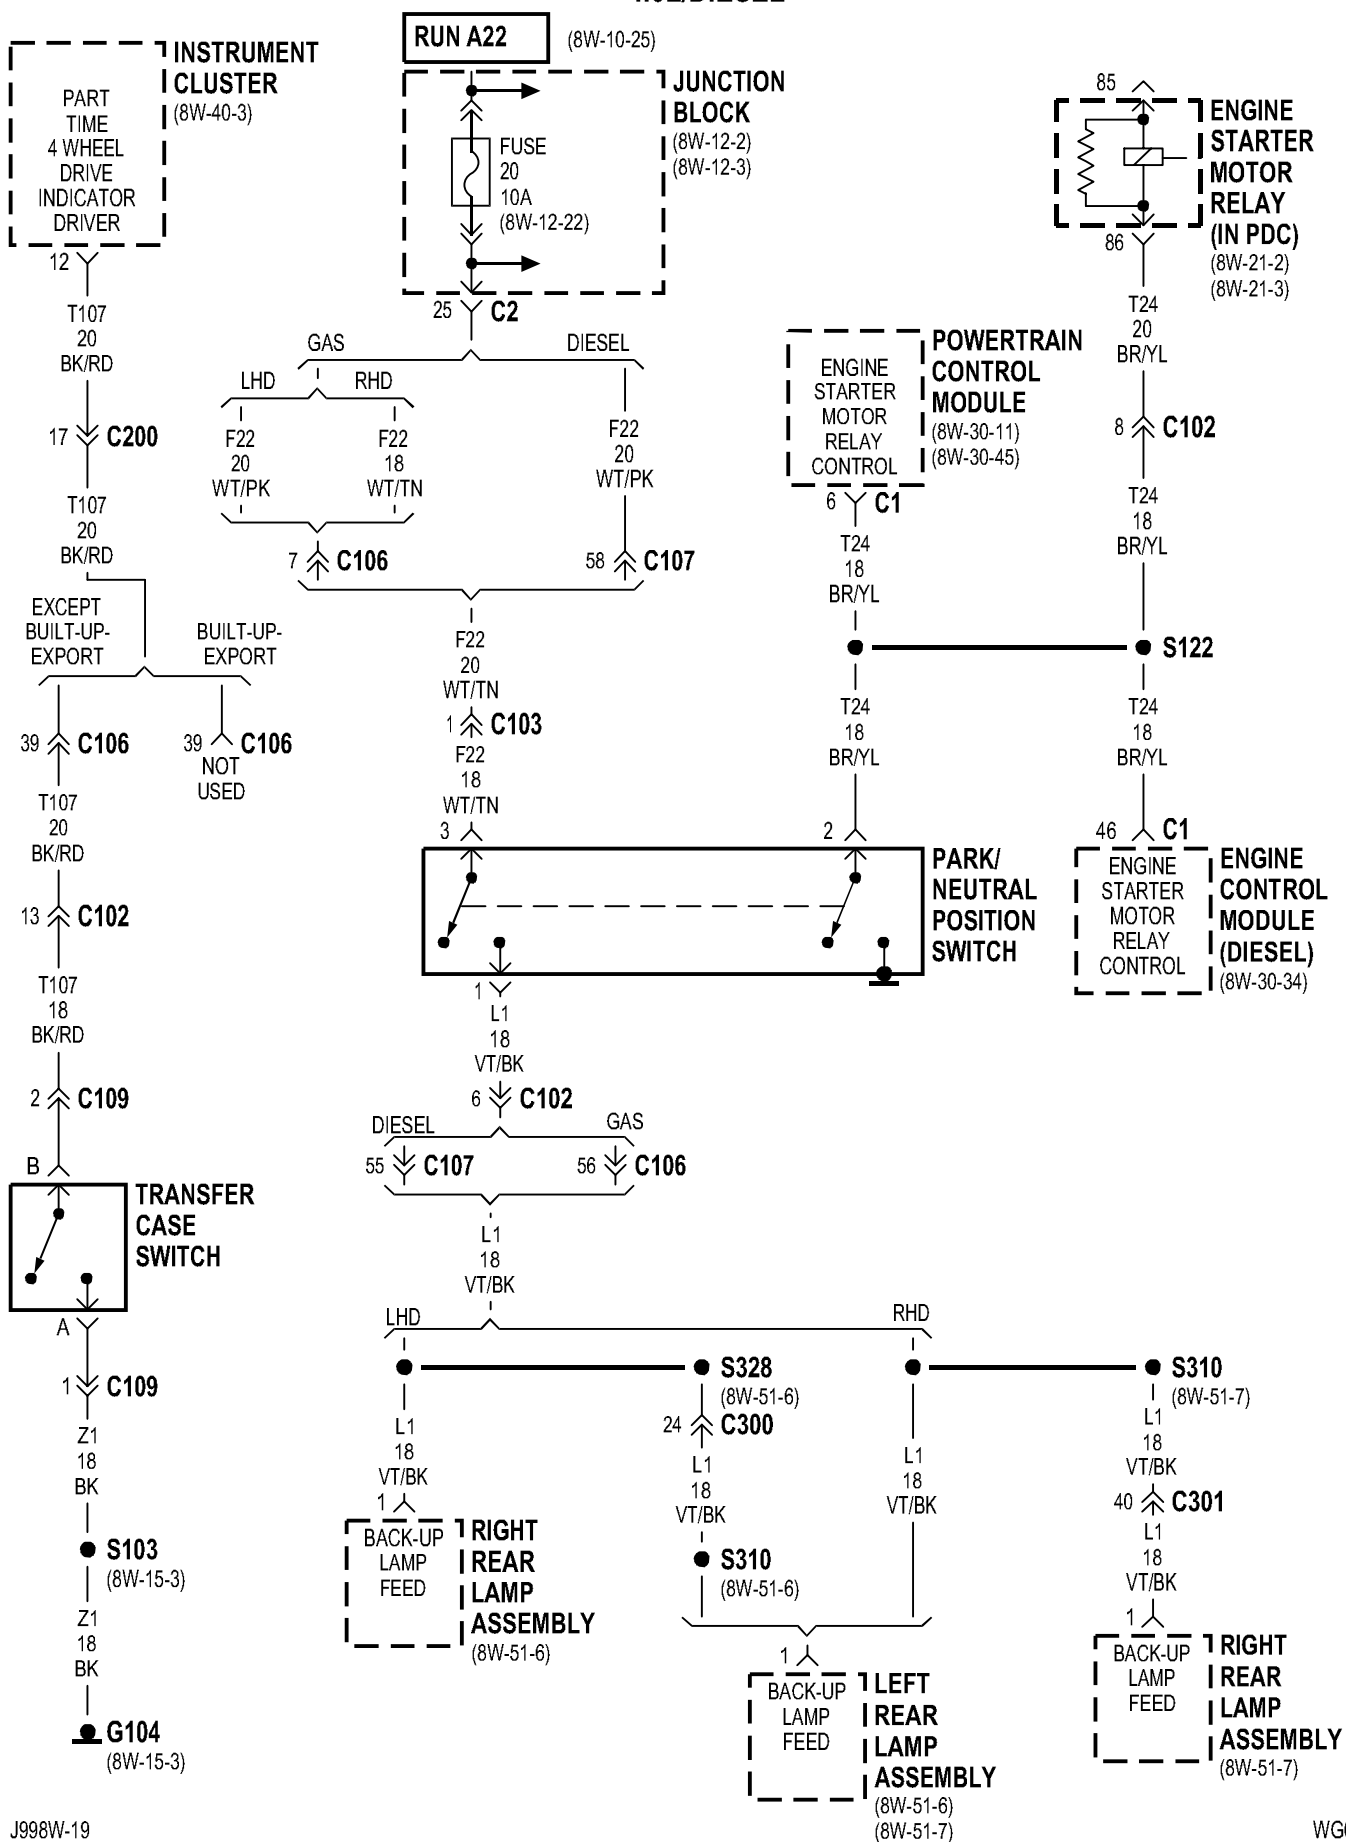 RUN A22
(8W-10-25)
INSTRUMENT
CLUSTER
(8W-40-3)
PART
TIME
4 WHEEL
DRIVE
INDICATOR
DRIVER
12
T107
20
BK/RD
17
C200
T107
20
BK/RD
EXCEPT
BUILT-UP-
EXPORT
BUILT-UP-
EXPORT
39
C106
39
C106
NOT
USED
T107
20
BK/RD
13
C102
T107
18
BK/RD
2
C109
B
TRANSFER
CASE
SWITCH
A
1
C109
Z1
18
BK
S103
(8W-15-3)
Z1
18
BK
G104
(8W-15-3)
JUNCTION
BLOCK
(8W-12-2)
(8W-12-3)
FUSE
20
10A
(8W-12-22)
25
C2
GAS
DIESEL
LHD
RHD
F22
20
WT/PK
F22
18
WT/TN
F22
20
WT/PK
7
C106
58
C107
F22
20
WT/TN
1
C103
F22
18
WT/TN
3
2
PARK/
NEUTRAL
POSITION
SWITCH
1
L1
18
VT/BK
6
C102
DIESEL
GAS
55
C107
56
C106
L1
18
VT/BK
LHD
RHD
S328
(8W-51-6)
24
C300
L1
18
VT/BK
1
BACK-UP
LAMP
FEED
RIGHT
REAR
LAMP
ASSEMBLY
(8W-51-6)
L1
18
VT/BK
S310
(8W-51-6)
L1
18
VT/BK
1
BACK-UP
LAMP
FEED
LEFT
REAR
LAMP
ASSEMBLY
(8W-51-6)
(8W-51-7)
S310
(8W-51-7)
L1
18
VT/BK
40
C301
L1
18
VT/BK
1
BACK-UP
LAMP
FEED
RIGHT
REAR
LAMP
ASSEMBLY
(8W-51-7)
POWERTRAIN
CONTROL
MODULE
(8W-30-11)
(8W-30-45)
ENGINE
STARTER
MOTOR
RELAY
CONTROL
6
C1
T24
18
BR/YL
T24
18
BR/YL
85
ENGINE
STARTER
MOTOR
RELAY
(IN PDC)
(8W-21-2)
(8W-21-3)
86
T24
20
BR/YL
8
C102
T24
18
BR/YL
S122
T24
18
BR/YL
46
C1
ENGINE
STARTER
MOTOR
RELAY
CONTROL
ENGINE
CONTROL
MODULE
(DIESEL)
(8W-30-34)
J998W-19